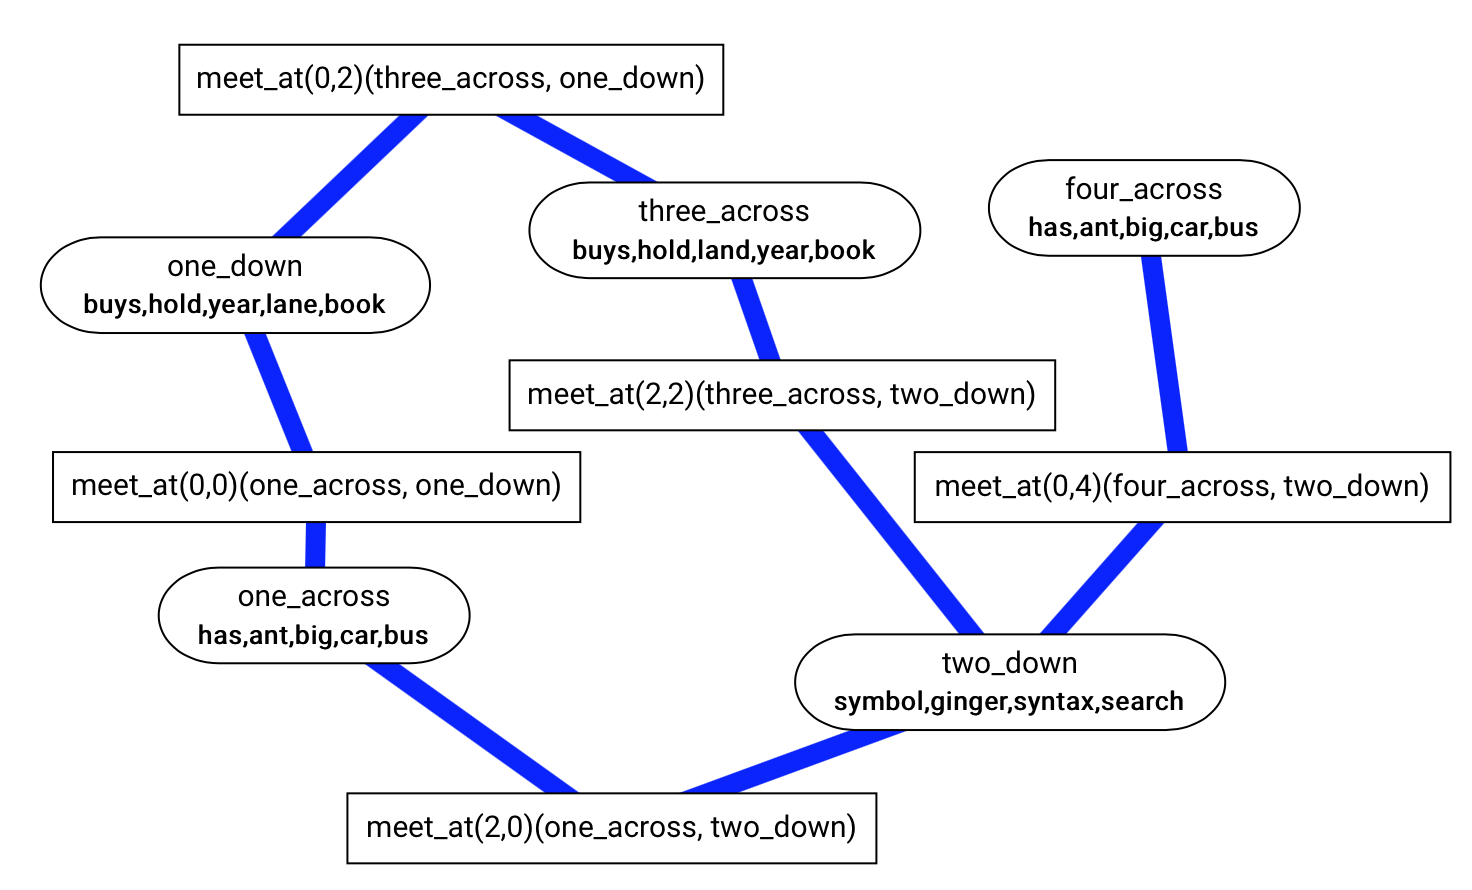 meet_at(0,2)(three_across, one_down)
four_across
has,ant,big,car,bus
three_across
buys,hold,land,year,book
one_down
buys,hold,year,lane,book
meet_at(2,2)(three_across, two_down)
meet_at(0,0)(one_across, one_down)
meet_at(0,4)(four_across, two_down)
one_across
has,ant,big,car,bus
two_down
symbol,ginger,syntax,search
meet_at(2,0)(one_across, two_down)